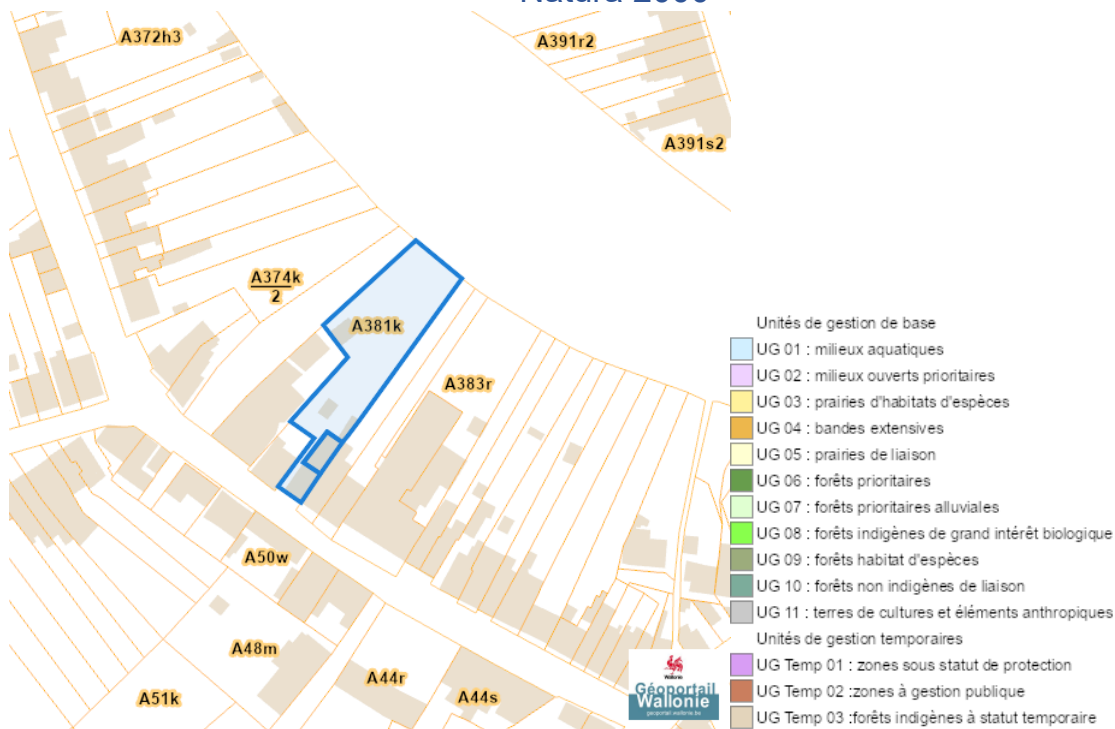 Natura 2000
A372h3
A391r2
A391s2
A374k
2
A381k
A383r
A50w
A48m
A51k
A44r
A44s
Unités de gestion de base
UG 01 : milieux aquatiques
UG 02 : milieux ouverts prioritaires
UG 03 : prairies d'habitats d'espèces
UG 04 : bandes extensives
UG 05 : prairies de liaison
UG 06 : forêts prioritaires
UG 07 : forêts prioritaires alluviales
UG 08 : forêts indigènes de grand intérêt biologique
UG 09 : forêts habitat d'espèces
UG 10 : forêts non indigènes de liaison
UG 11 : terres de cultures et éléments anthropiques
Unités de gestion temporaires
UG Temp 01 : zones sous statut de protection
UG Temp 02 :zones à gestion publique
UG Temp 03 :forêts indigènes à statut temporaire
Wallonie
Géoportail
Wallonie
geoportail.wallonie.be